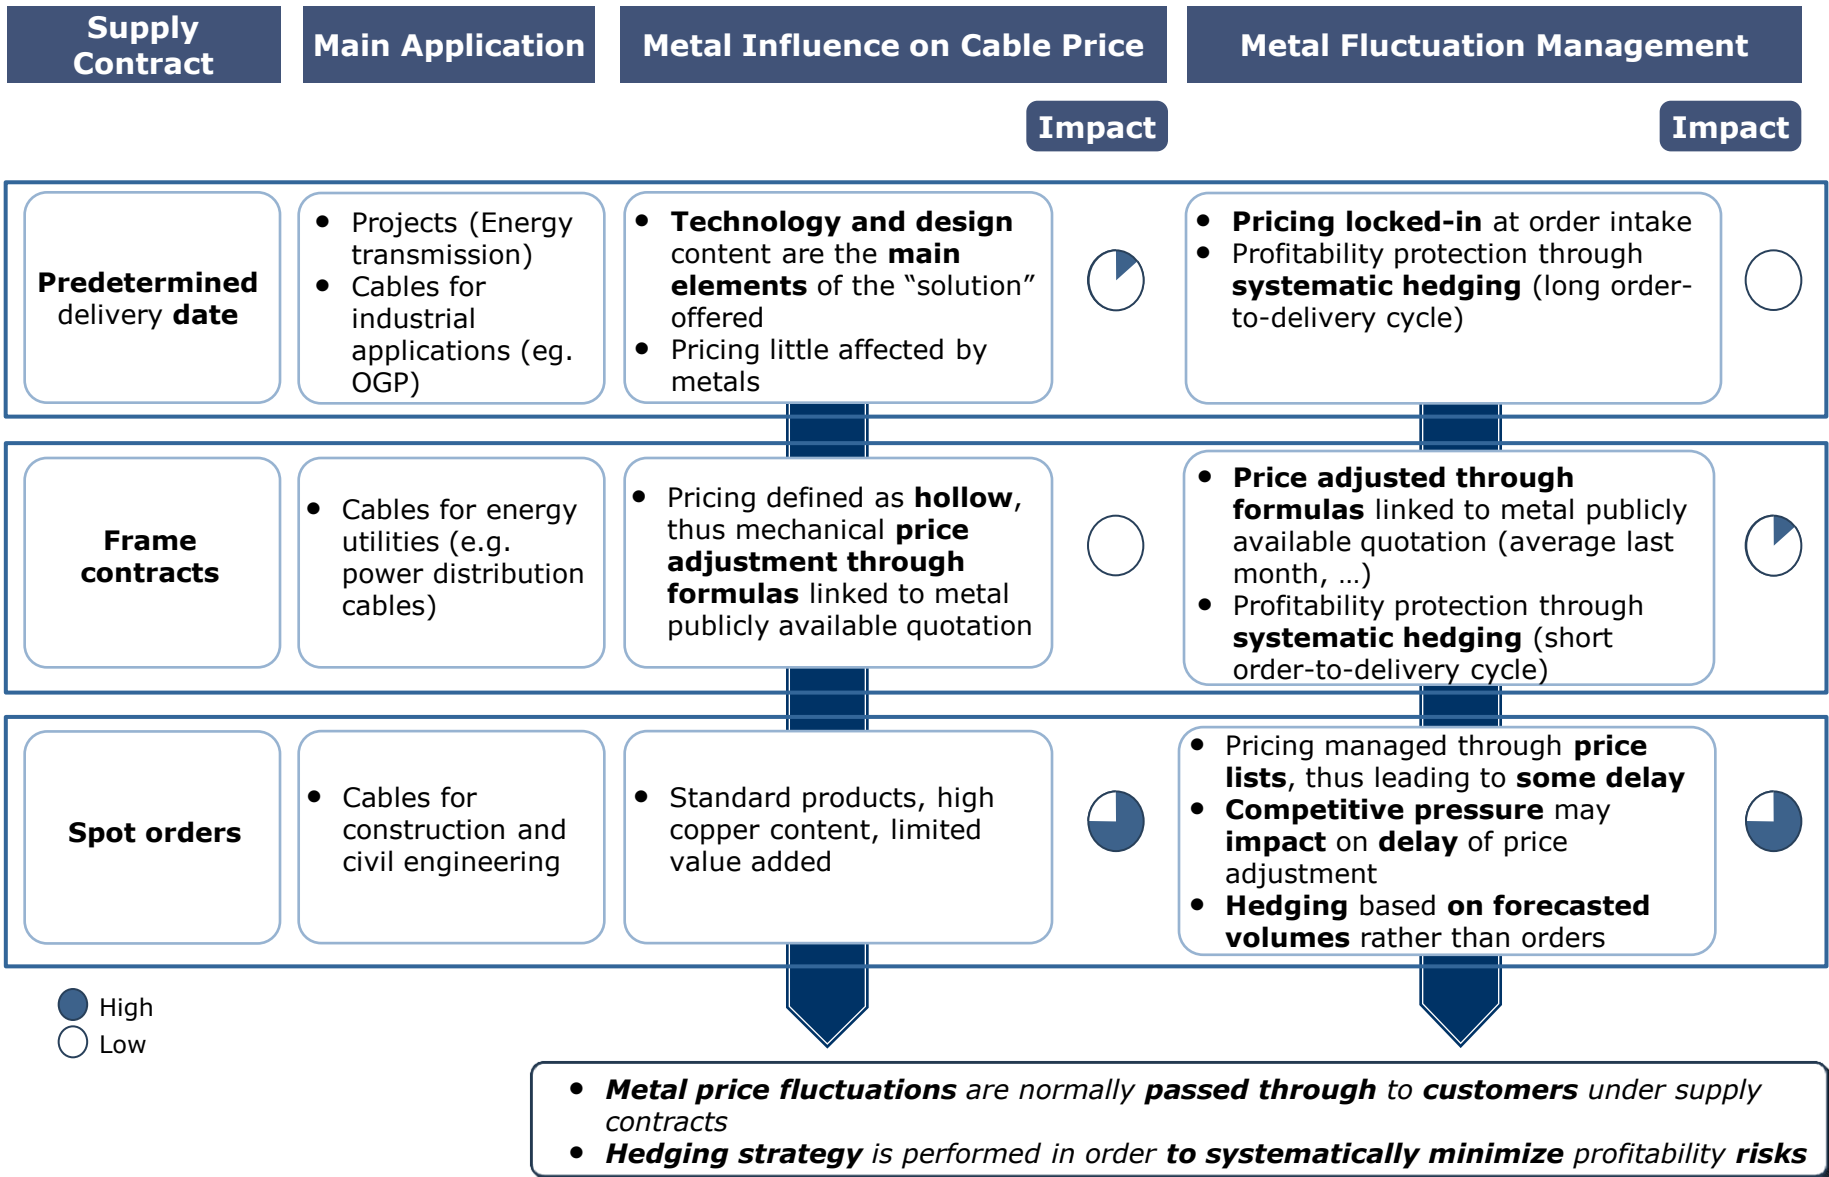 Supply
Contract
Main Application
Metal Influence on Cable Price
Metal Fluctuation Management
Impact
Impact
Predetermined
delivery date
• Projects (Energy
transmission)
• Cables for
industrial
applications (eg.
OGP)
• Technology and design
content are the main
elements of the “solution”
offered
• Pricing little affected by
metals
• Pricing locked-in at order intake
• Profitability protection through
systematic hedging (long order-
to-delivery cycle)
Frame
contracts
• Cables for energy
utilities (e.g.
power distribution
cables)
• Pricing defined as hollow,
thus mechanical price
adjustment through
formulas linked to metal
publicly available quotation
• Price adjusted through
formulas linked to metal publicly
available quotation (average last
month, …)
• Profitability protection through
systematic hedging (short
order-to-delivery cycle)
Spot orders
• Cables for
construction and
civil engineering
• Standard products, high
copper content, limited
value added
• Pricing managed through price
lists, thus leading to some delay
• Competitive pressure may
impact on delay of price
adjustment
• Hedging based on forecasted
volumes rather than orders
High
Low
• Metal price fluctuations are normally passed through to customers under supply
contracts
• Hedging strategy is performed in order to systematically minimize profitability risks